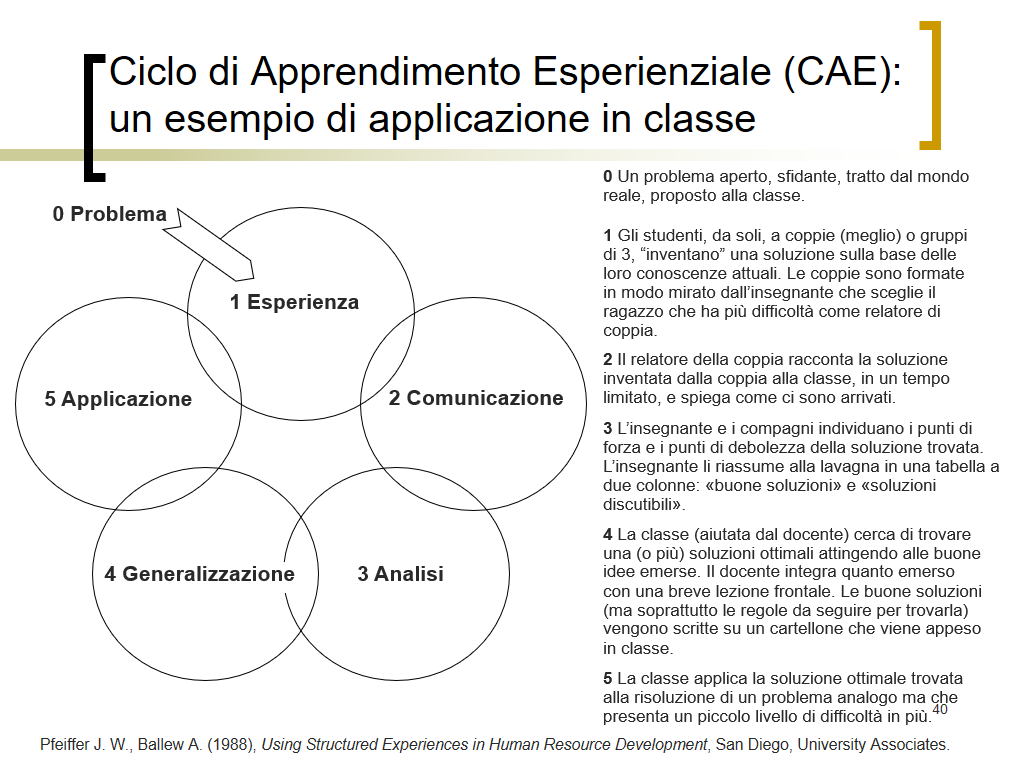 Ciclo di Apprendimento Esperienziale (CAE):
un esempio di applicazione in classe
0 Problema
1 Esperienza
5 Applicazione
2 Comunicazione
4 Generalizzazione
3 Analisi
0 Un problema aperto, sfidante, tratto dal mondo
reale, proposto alla classe.
1 Gli studenti, da soli, a coppie (meglio) o gruppi
di 3, “inventano” una soluzione sulla base delle
loro conoscenze attuali. Le coppie sono formate
in modo mirato dall’insegnante che sceglie il
ragazzo che ha più difficoltà come relatore di
coppia.
2 Il relatore della coppia racconta la soluzione
inventata dalla coppia alla classe, in un tempo
limitato, e spiega come ci sono arrivati.
3 L’insegnante e i compagni individuano i punti di
forza e i punti di debolezza della soluzione trovata.
L’insegnante li riassume alla lavagna in una tabella a
due colonne: «buone soluzioni» e «soluzioni
discutibili».
4 La classe (aiutata dal docente) cerca di trovare
una (o più) soluzioni ottimali attingendo alle buone
idee emerse. Il docente integra quanto emerso
con una breve lezione frontale. Le buone soluzioni
(ma soprattutto le regole da seguire per trovarla)
vengono scritte su un cartellone che viene appeso
in classe.
5 La classe applica la soluzione ottimale trovata
alla risoluzione di un problema analogo ma che
presenta un piccolo livello di difficoltà in più.
40
Pfeiffer J. W., Ballew A. (1988), Using Structured Experiences in Human Resource Development, San Diego, University Associates.